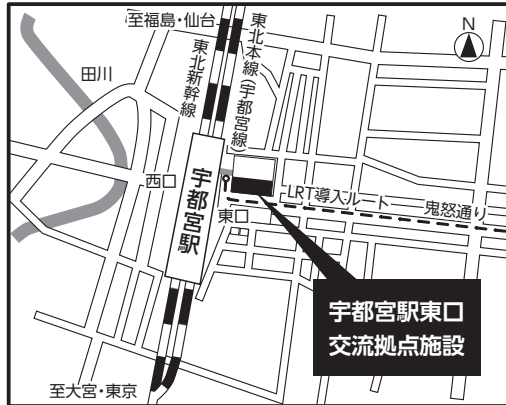 至福島・仙台
N
田川
東北新幹線
東北本線(宇都宮線)
西口
宇都宮駅
東口
LRT導入ルート
鬼怒通り
宇都宮駅東口
交流拠点施設
至大宮・東京